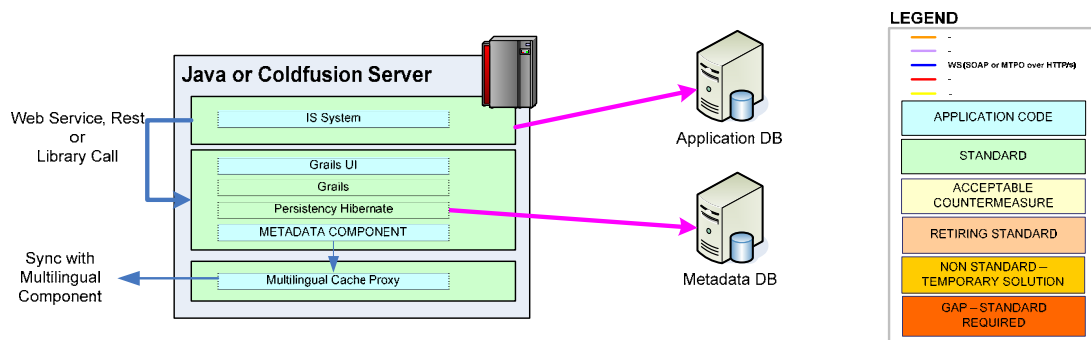 Java or Coldfusion Server
Web Service, Rest
or
Library Call
IS System
Grails UI
Grails
Persistency Hibernate
METADATA COMPONENT
Sync with
Multilingual
Component
Multilingual Cache Proxy
Application DB
Metadata DB
LEGEND
-
-
WS(SOAP or MTPO over HTTP/s)
-
-
APPLICATION CODE
STANDARD
ACCEPTABLE
COUNTERMEASURE
RETIRING STANDARD
NON STANDARD –
TEMPORARY SOLUTION
GAP – STANDARD
REQUIRED